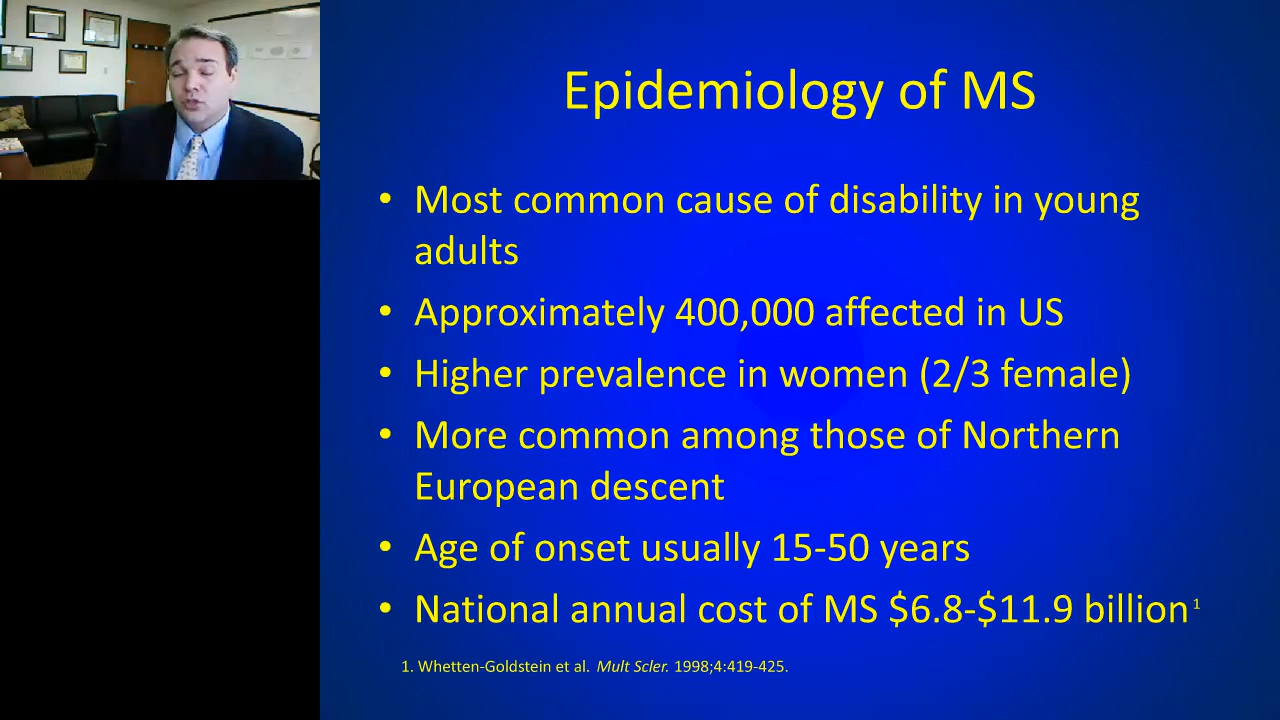 Epidemiology of MS
• Most common cause of disability in young
adults
• Approximately 400,000 affected in US
• Higher prevalence in women (2/3 female)
• More common among those of Northern
European descent
• Age of onset usually 15-50 years
• National annual cost of MS $6.8-$11.9 billion1
1. Whetten-Goldstein et al. Mult Scler. 1998;4:419-425.